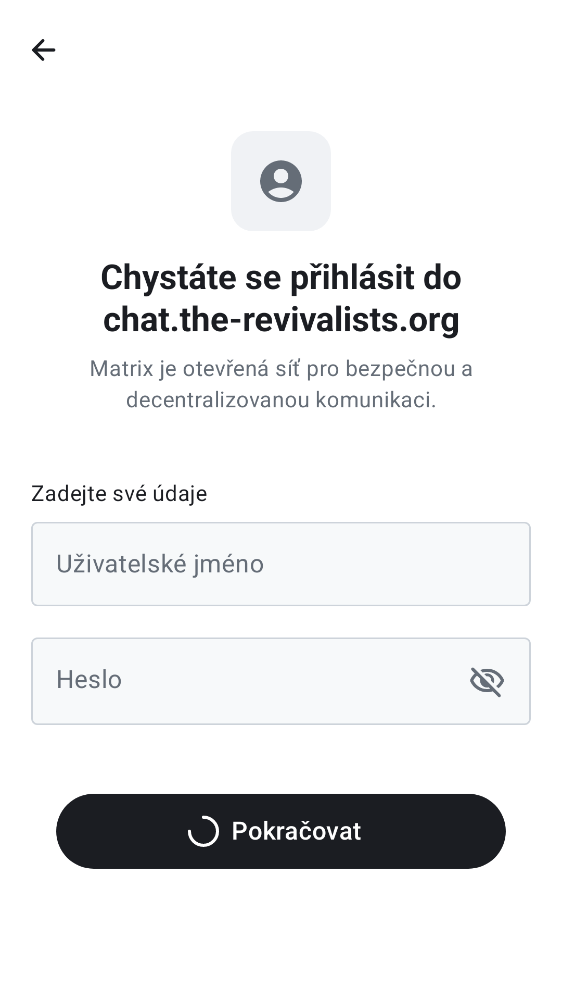 Chystáte se přihlásit do
chat.the-revivalists.org
Matrix je otevřená síť pro bezpečnou a
decentralizovanou komunikaci.
Zadejte své údaje
Uživatelské jméno
Heslo
Pokračovat